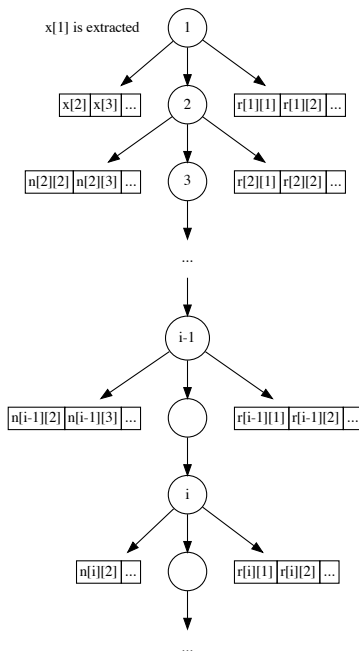 x[1] is extracted 1
x[2] x[3] ... 2 r[1][1] r[1][2] ...
n[2][2] n[2][3] ... 3 r[2][1] r[2][2] ...
...
i-1
n[i-1][2] n[i-1][3] ... r[i-1][1] r[i-1][2] ...
i
n[i][2] ... r[i][1] r[i][2] ...
...